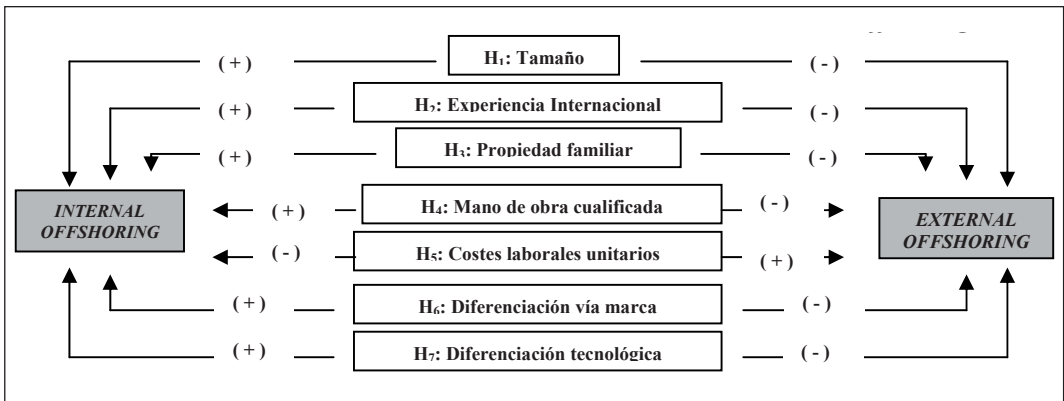 ( + ) H₁: Tamaño ( - )
( + ) H₂: Experiencia Internacional ( - )
( + ) H₃: Propiedad familiar ( - )
INTERNAL
OFFSHORING
( + ) H₄: Mano de obra cualificada ( - )
EXTERNAL
OFFSHORING
( - ) H₅: Costes laborales unitarios ( + )
( + ) H₆: Diferenciación vía marca ( - )
( + ) H₇: Diferenciación tecnológica ( - )